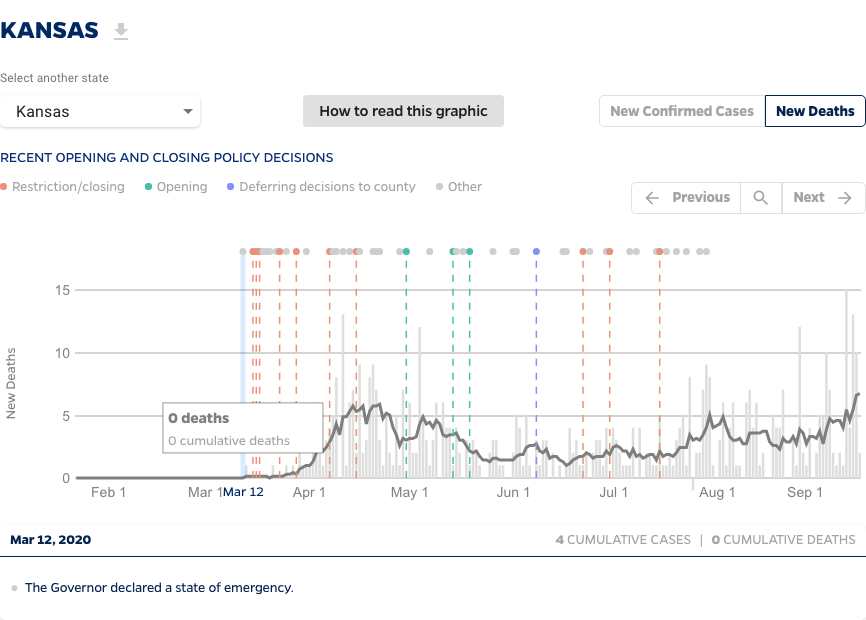 KANSAS
Select another state
Kansas
How to read this graphic
New Confirmed Cases
New Deaths
RECENT OPENING AND CLOSING POLICY DECISIONS
Restriction/closing
Opening
Deferring decisions to county
Other
Previous
Next
New Deaths
15
10
5
0
0 deaths
0 cumulative deaths
Feb 1
Mar 1
Mar 12
Apr 1
May 1
Jun 1
Jul 1
Aug 1
Sep 1
Mar 12, 2020
4 CUMULATIVE CASES | 0 CUMULATIVE DEATHS
The Governor declared a state of emergency.